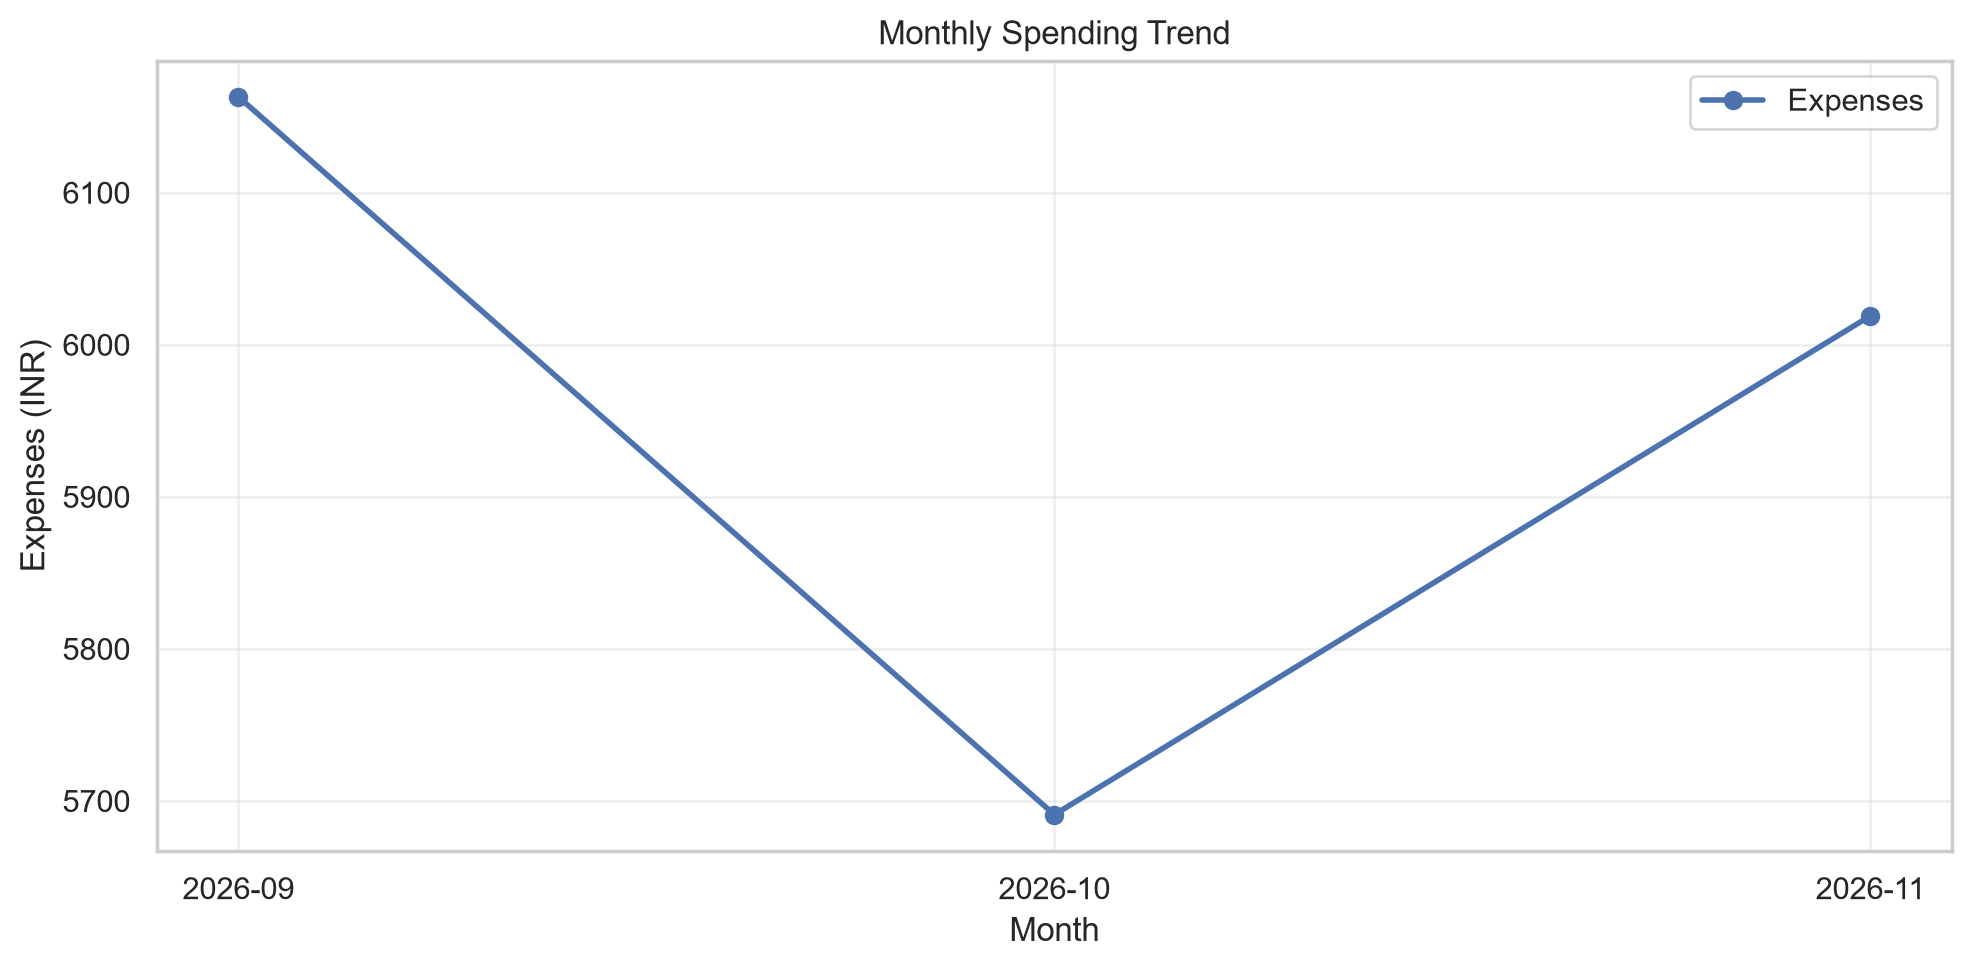 Monthly Spending Trend
Expenses
6100
6000
5900
5800
5700
Expenses (INR)
2026-09 2026-10 2026-11
Month